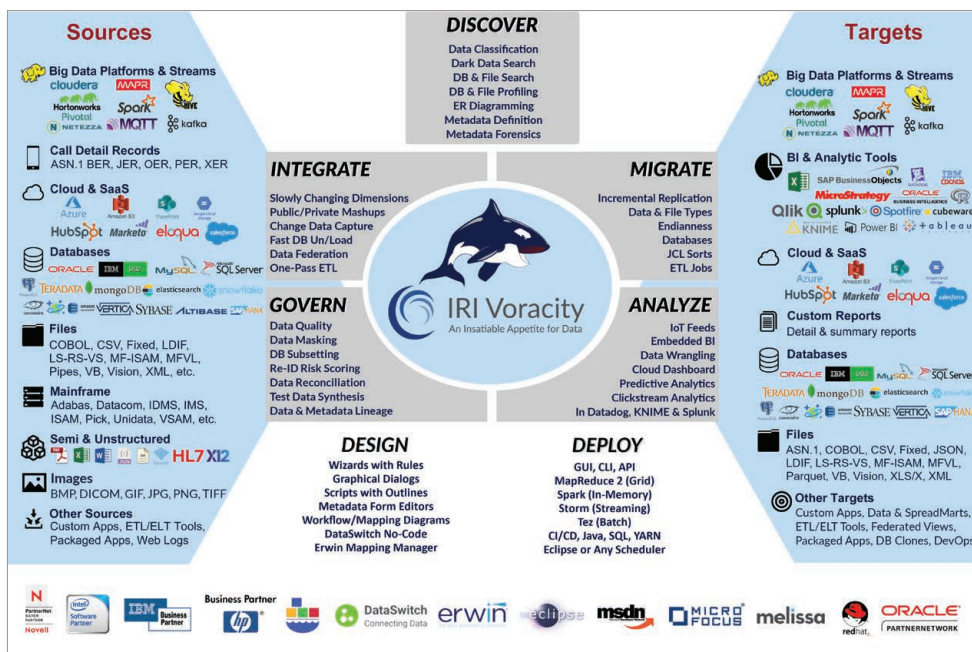 Sources
Big Data Platforms & Streams
cloudera MAPR
HIVE
Hortonworks Spark
Pivotal
NETEZZA MQTT kafka
Call Detail Records
ASN.1 BER, JER, OER, PER, XER
Cloud & SaaS
Azure Amazon S3 SharePoint Google Cloud Storage
HubSpot Marketo eloqua salesforce
Databases
ORACLE IBM MySQL SQL Server
TERADATA mongoDB elasticsearch snowflake
VERTICA SYBASE ALTIBASE SAP HANA
Files
COBOL, CSV, Fixed, LDIF,
LS-RS-VS, MF-ISAM, MFVL,
Pipes, VB, Vision, XML, etc.
Mainframe
Adabas, Datacom, IDMS, IMS,
ISAM, Pick, Unidata, VSAM, etc.
Semi & Unstructured
HL7 X12
Images
BMP, DICOM, GIF, JPG, PNG, TIFF
Other Sources
Custom Apps, ETL/ELT Tools,
Packaged Apps, Web Logs
DISCOVER
Data Classification
Dark Data Search
DB & File Search
DB & File Profiling
ER Diagramming
Metadata Definition
Metadata Forensics
INTEGRATE
Slowly Changing Dimensions
Public/Private Mashups
Change Data Capture
Fast DB Un/Load
Data Federation
One-Pass ETL
MIGRATE
Incremental Replication
Data & File Types
Endianness
Databases
JCL Sorts
ETL Jobs
IRI Voracity
An Insatiable Appetite for Data
GOVERN
Data Quality
Data Masking
DB Subsetting
Re-ID Risk Scoring
Data Reconciliation
Test Data Synthesis
Data & Metadata Lineage
ANALYZE
IoT Feeds
Embedded BI
Data Wrangling
Cloud Dashboard
Predictive Analytics
Clickstream Analytics
In Datadog, KNIME & Splunk
DESIGN
Wizards with Rules
Graphical Dialogs
Scripts with Outlines
Metadata Form Editors
Workflow/Mapping Diagrams
DataSwitch No-Code
Erwin Mapping Manager
DEPLOY
GUI, CLI, API
MapReduce 2 (Grid)
Spark (In-Memory)
Storm (Streaming)
Tez (Batch)
CI/CD, Java, SQL, YARN
Eclipse or Any Scheduler
Targets
Big Data Platforms & Streams
cloudera MAPR
HIVE
Hortonworks Spark
Pivotal
NETEZZA MQTT kafka
BI & Analytic Tools
SAP BusinessObjects DATADOG IBM COGNOS
MicroStrategy ORACLE BUSINESS INTELLIGENCE R
Qlik splunk> Spotfire cubeware
KNIME Power BI + a b l e a u
Cloud & SaaS
Azure Amazon S3 SharePoint Google Cloud Storage
HubSpot Marketo eloqua salesforce
Custom Reports
Detail & summary reports
Databases
ORACLE IBM MySQL SQL Server
TERADATA mongoDB elasticsearch snowflake
SYBASE VERTICA SAP HANA
Files
ASN.1, COBOL, CSV, Fixed, JSON,
LDIF, LS-RS-VS, MF-ISAM, MFVL,
Parquet, VB, Vision, XLS/X, XML
Other Targets
Custom Apps, Data & SpreadMarts,
ETL/ELT Tools, Federated Views,
Packaged Apps, DB Clones, DevOps
N PartnerNet SILVER PARTNER Novell
intel Software Partner
IBM Business Partner
Business Partner hp
DataSwitch Connecting Data
erwin
eclipse
msdn
MICRO FOCUS
melissa
redhat
ORACLE PARTNERNETWORK